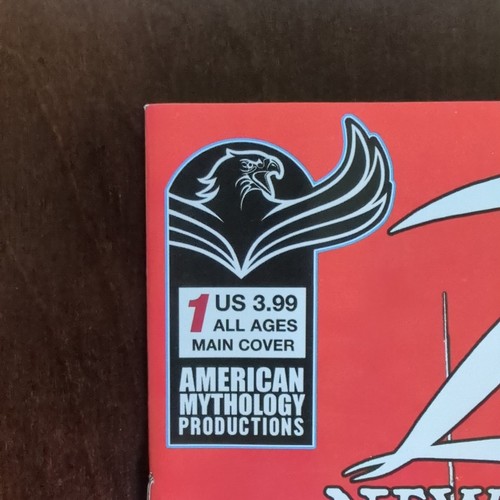 1 US 3.99
ALL AGES
MAIN COVER
AMERICAN
MYTHOLOGY
PRODUCTIONS